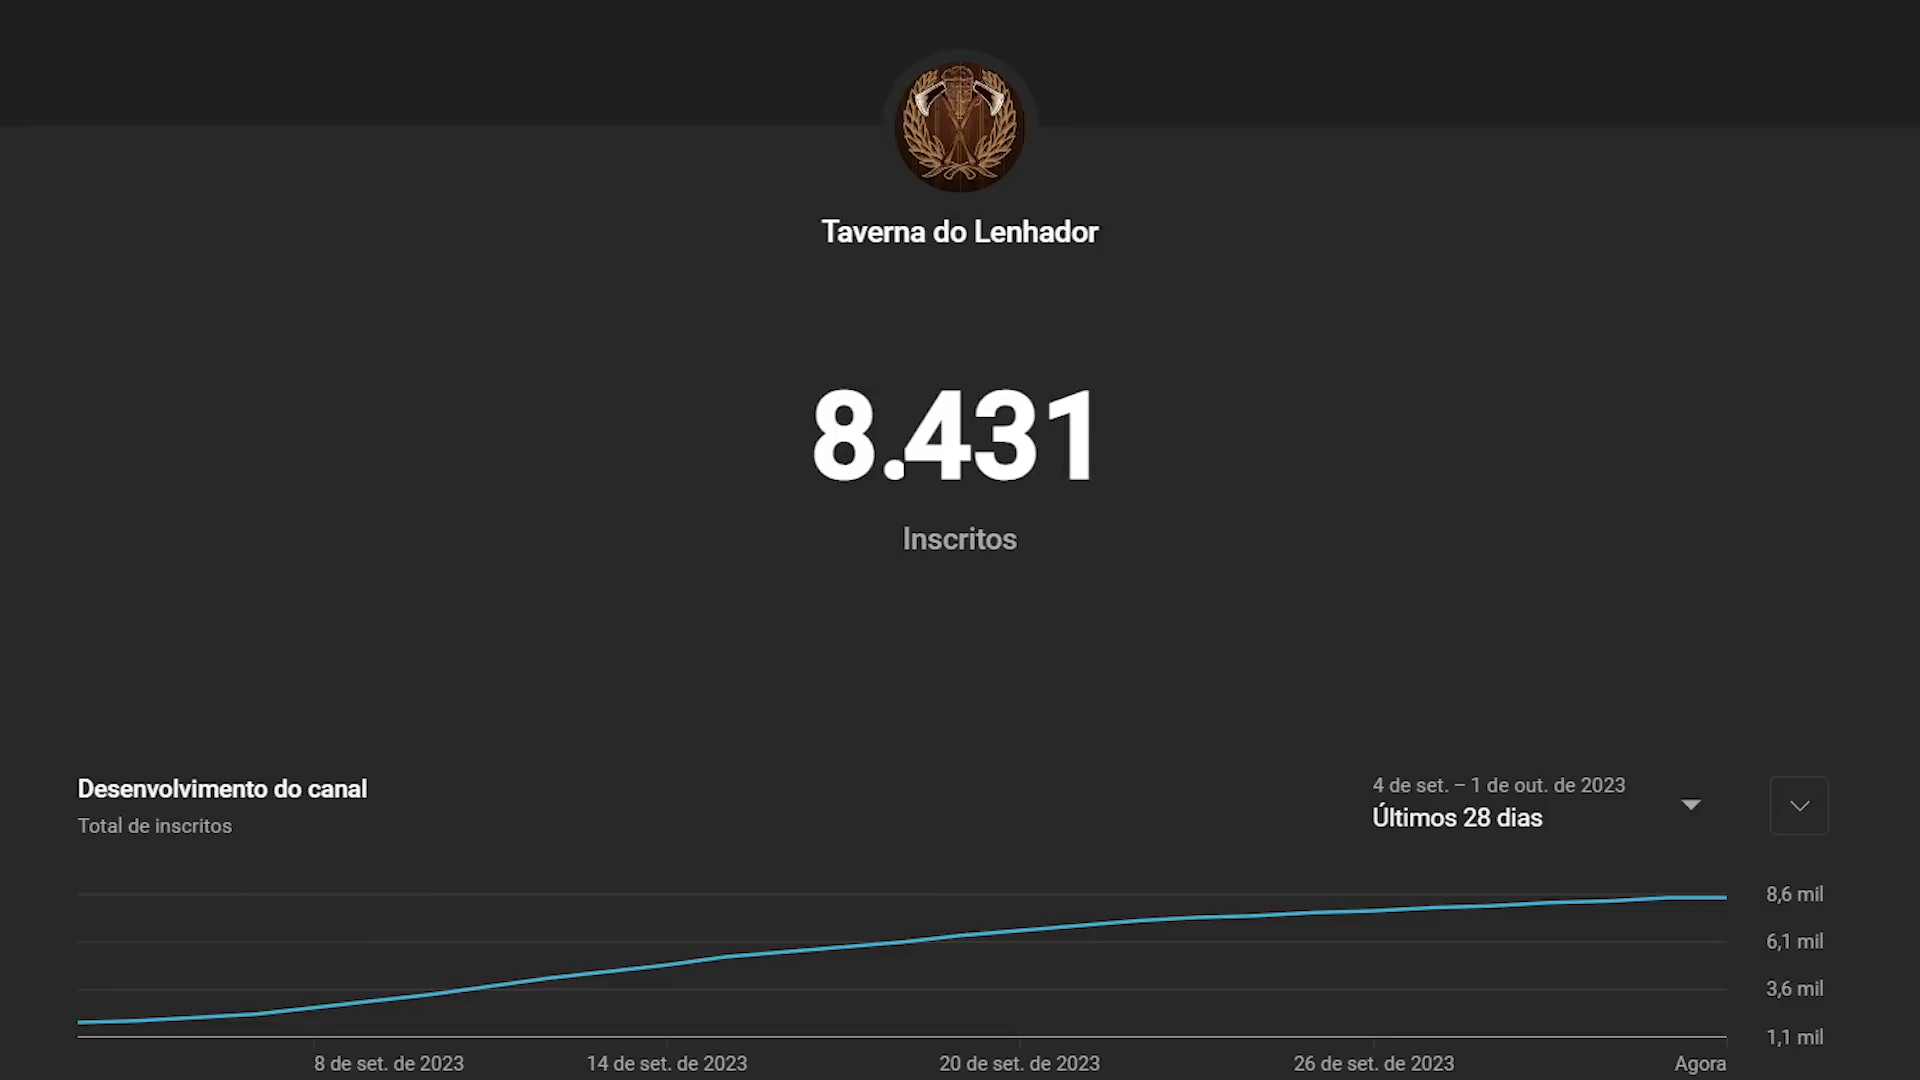 Taverna do Lenhador
8.431
Inscritos
Desenvolvimento do canal
Total de inscritos
4 de set. – 1 de out. de 2023
Últimos 28 dias
8,6 mil
6,1 mil
3,6 mil
1,1 mil
8 de set. de 2023
14 de set. de 2023
20 de set. de 2023
26 de set. de 2023
Agora